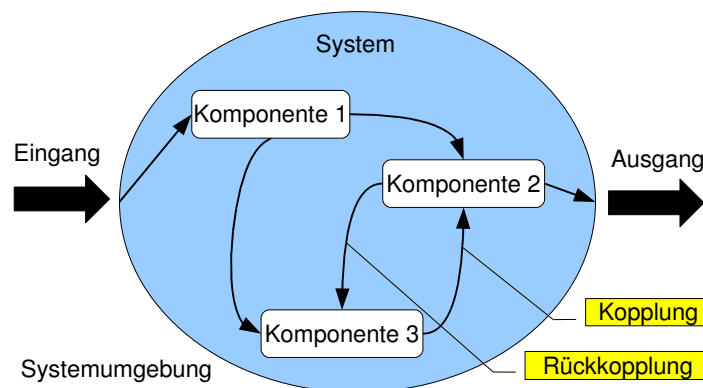 System
Komponente 1
Eingang
Ausgang
Komponente 2
Kopplung
Komponente 3
Systemumgebung
Rückkopplung